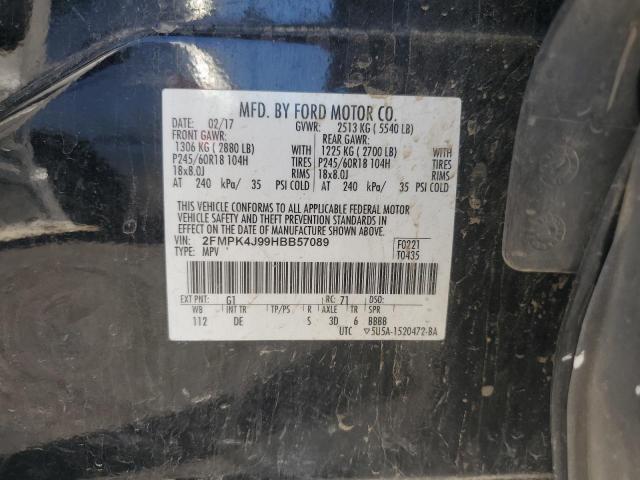 MFD. BY FORD MOTOR CO.
DATE: 02/17 GVWR: 2513 KG ( 5540 LB)
FRONT GAWR: REAR GAWR:
1306 KG ( 2880 LB) WITH 1225 KG ( 2700 LB) WITH
P245/60R18 104H TIRES P245/60R18 104H TIRES
18x8.0J RIMS 18x8.0J RIMS
AT 240 kPa/ 35 PSI COLD AT 240 kPa/ 35 PSI COLD
THIS VEHICLE CONFORMS TO ALL APPLICABLE FEDERAL MOTOR
VEHICLE SAFETY AND THEFT PREVENTION STANDARDS IN
EFFECT ON THE DATE OF MANUFACTURE SHOWN ABOVE.
VIN: 2FMPK4J99HBB57089 F0221
TYPE: MPV T0435
EXT PNT: G1 RC: 71 DSO:
WB INT TR TP/PS R AXLE TR SPR
112 DE S 3D 6 BBBB
UTC 5U5A-1520472-BA